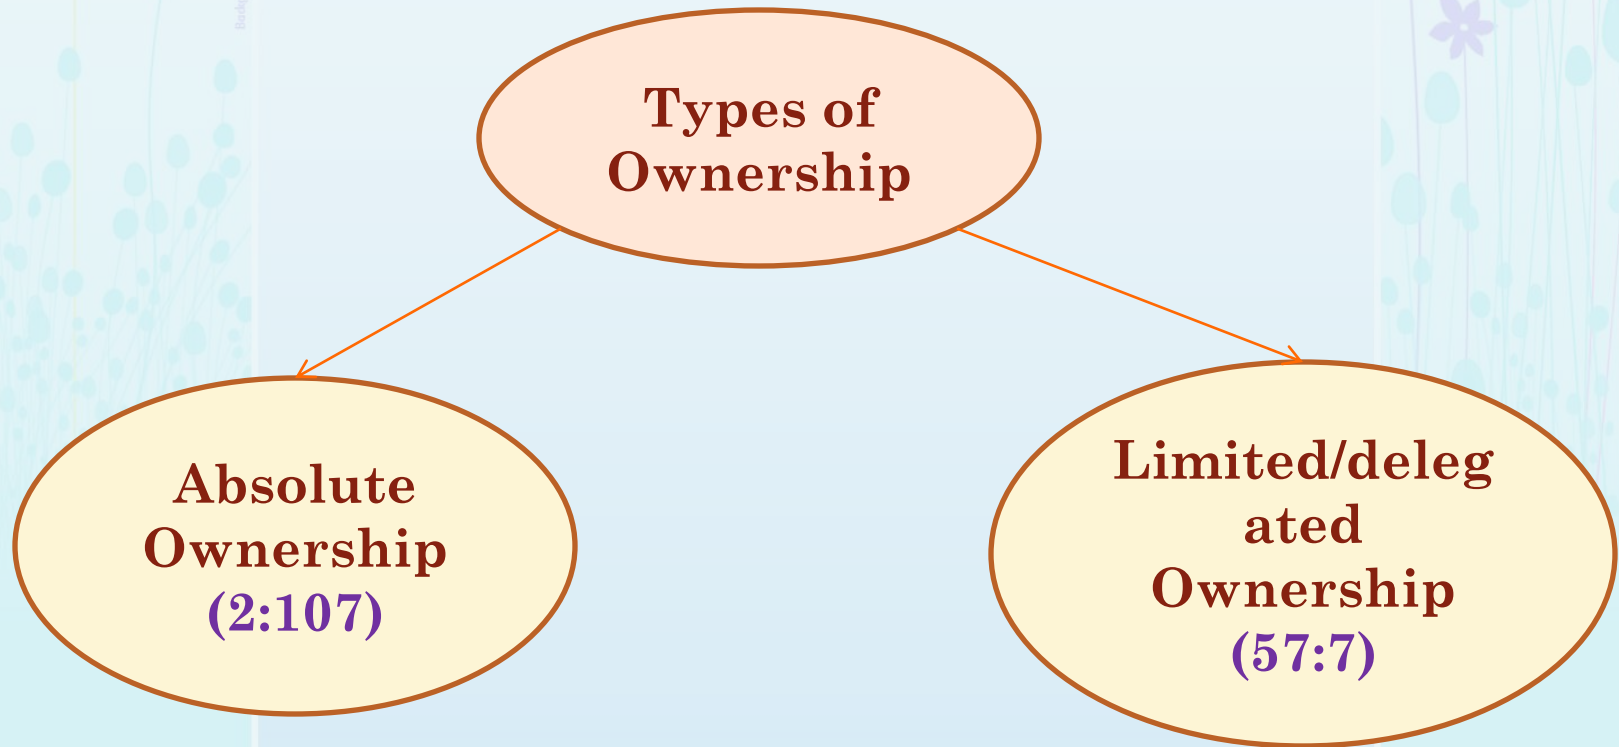 Types of
Ownership
Absolute
Ownership
(2:107)
Limited/deleg
ated
Ownership
(57:7)